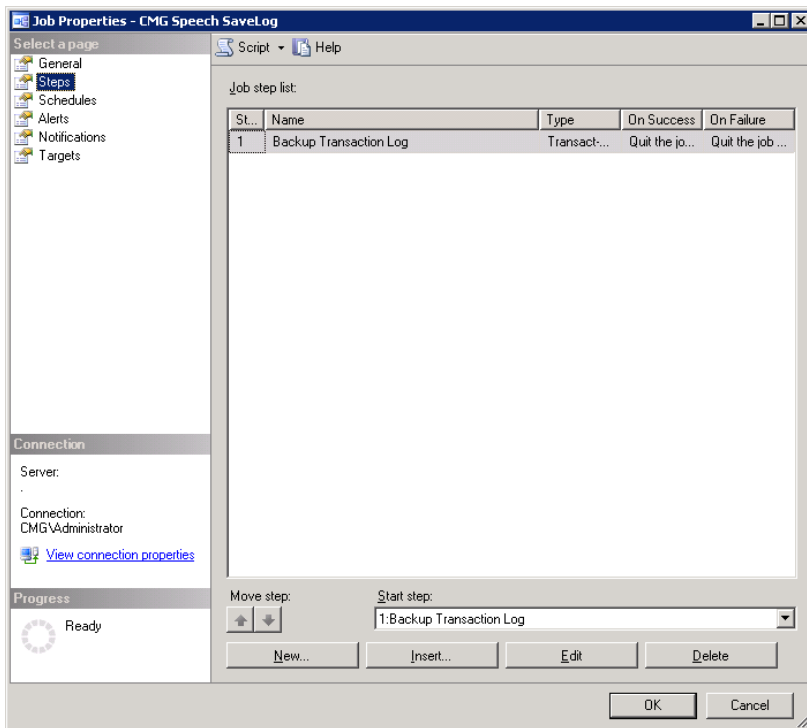 Job Properties - CMG Speech SaveLog
Select a page
General
Steps
Schedules
Alerts
Notifications
Targets
Script
Help
Job step list:
St... Name Type On Success On Failure
1 Backup Transaction Log Transact-... Quit the jo... Quit the job ...
Connection
Server:
.
Connection:
CMG\Administrator
View connection properties
Progress
Ready
Move step:
Start step:
1:Backup Transaction Log
New... Insert... Edit Delete
OK Cancel